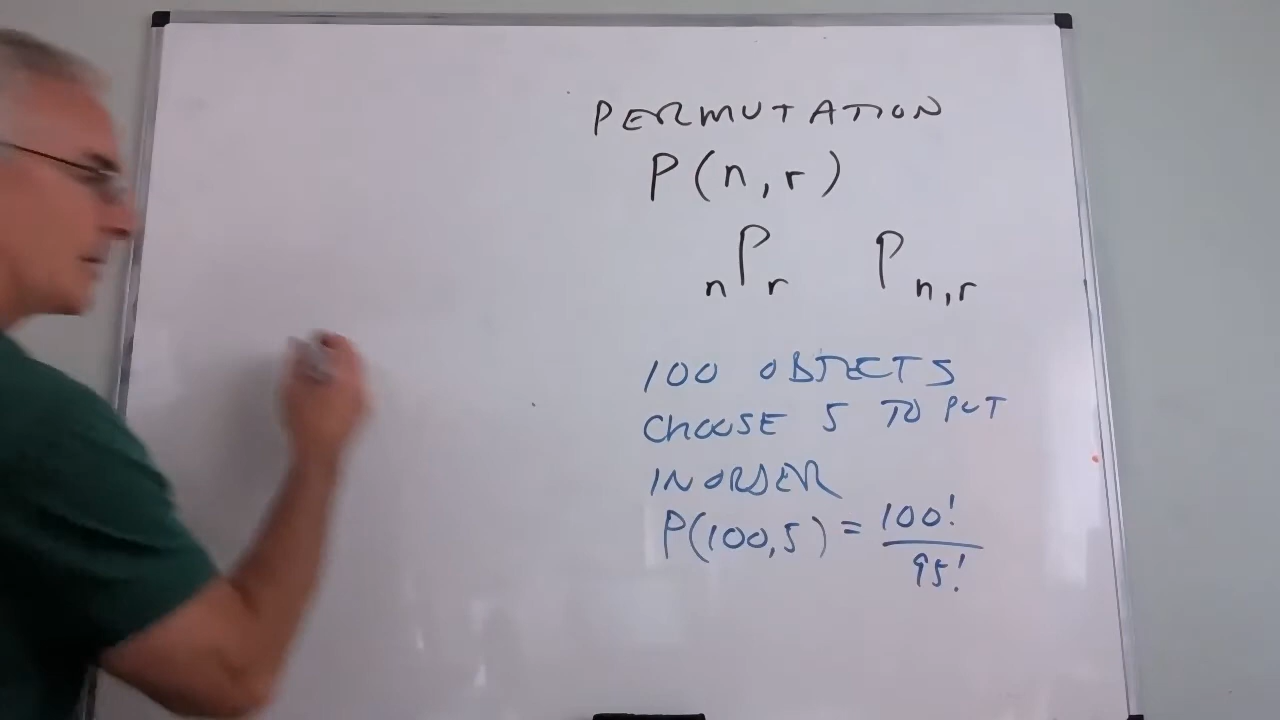 PERMUTATION
P(n,r)
nPr Pn,r
100 OBJECTS
CHOOSE 5 TO PUT
IN ORDER
P(100,5) = 100!
95!